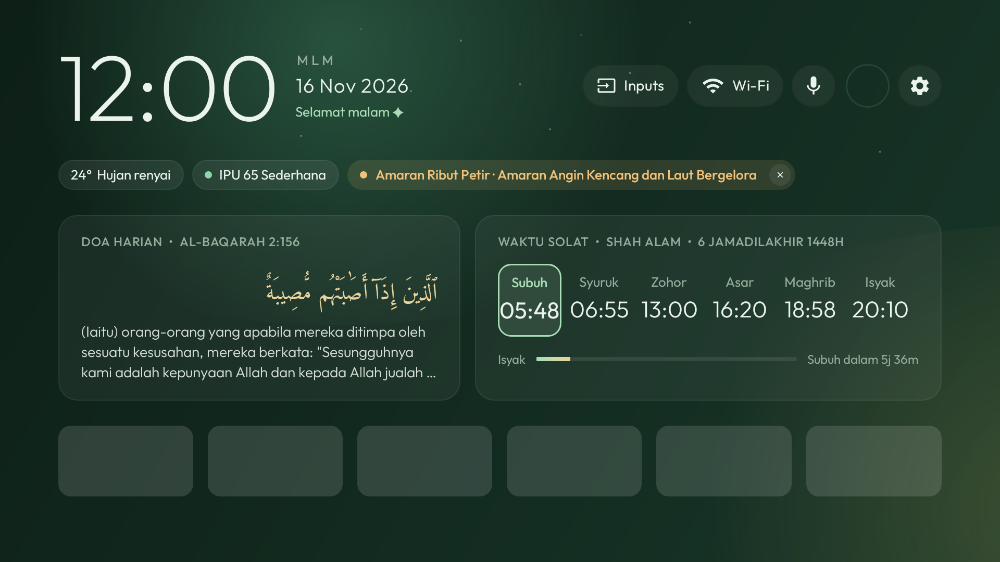 12:00
MLM
16 Nov 2026
Selamat malam
Inputs
Wi-Fi
24° Hujan renyai
IPU 65 Sederhana
Amaran Ribut Petir · Amaran Angin Kencang dan Laut Bergelora
DOA HARIAN • AL-BAQARAH 2:156
ٱلَّذِينَ إِذَآ أَصَٰبَتْهُم مُّصِيبَةٌ
(Iaitu) orang-orang yang apabila mereka ditimpa oleh
sesuatu kesusahan, mereka berkata: "Sesungguhnya
kami adalah kepunyaan Allah dan kepada Allah jualah ...
WAKTU SOLAT • SHAH ALAM • 6 JAMADILAKHIR 1448H
Subuh Syuruk Zohor Asar Maghrib Isyak
05:48 06:55 13:00 16:20 18:58 20:10
Isyak
Subuh dalam 5j 36m